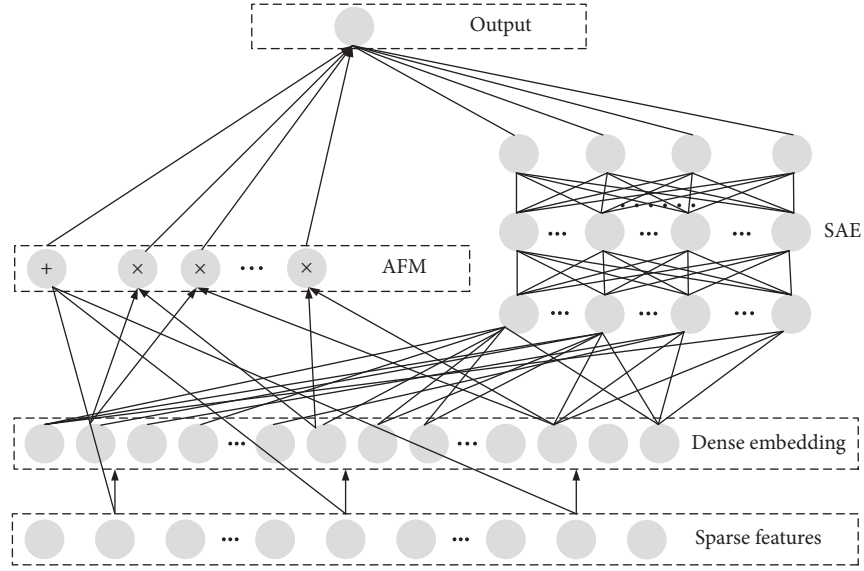 Output
SAE
+ × × ... × AFM
... ... ...
... ... ...
... ... Dense embedding
... ... Sparse features